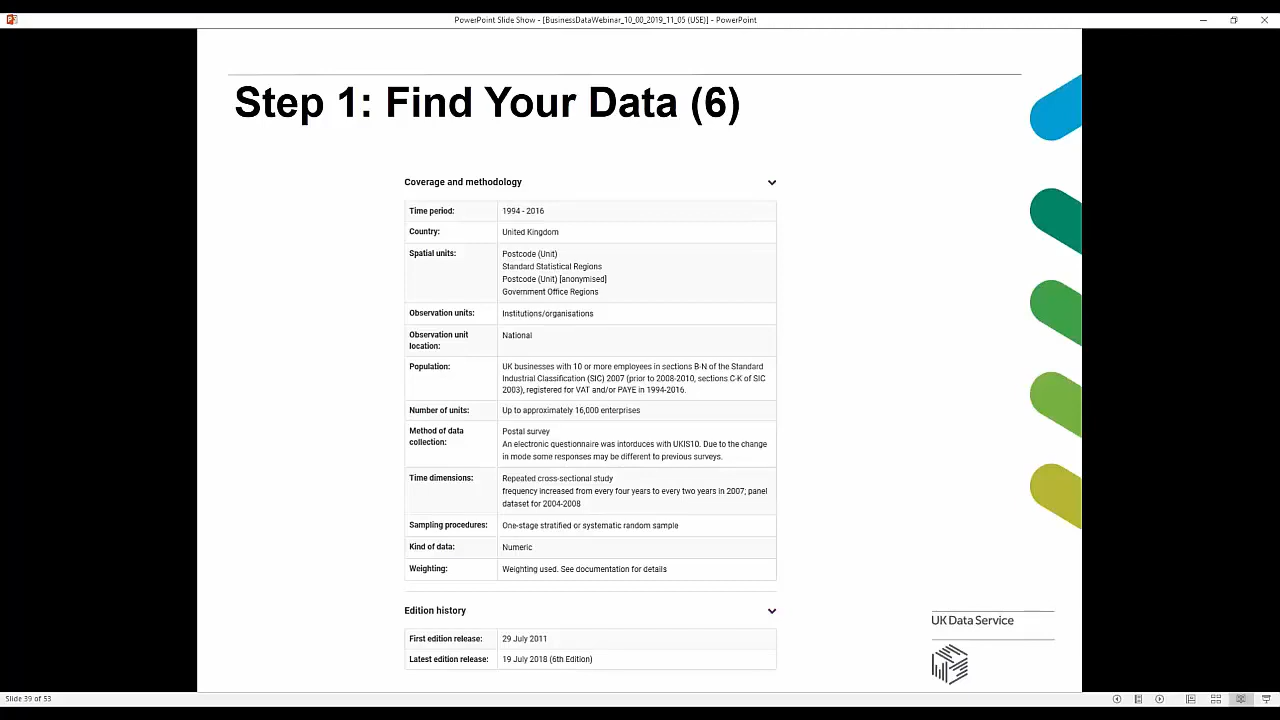 PowerPoint Slide Show - [BusinessDataWebinar_10_00_2019_11_05 (USE)] - PowerPoint
Step 1: Find Your Data (6)
Coverage and methodology
Time period: 1994 - 2016
Country: United Kingdom
Spatial units: Postcode (Unit)
Standard Statistical Regions
Postcode (Unit) [anonymised]
Government Office Regions
Observation units: Institutions/organisations
Observation unit location: National
Population: UK businesses with 10 or more employees in sections B-N of the Standard
Industrial Classification (SIC) 2007 (prior to 2008-2010, sections C-K of SIC
2003), registered for VAT and/or PAYE in 1994-2016.
Number of units: Up to approximately 16,000 enterprises
Method of data collection: Postal survey
An electronic questionnaire was intorduces with UKIS10. Due to the change
in mode some responses may be different to previous surveys.
Time dimensions: Repeated cross-sectional study
frequency increased from every four years to every two years in 2007; panel
dataset for 2004-2008
Sampling procedures: One-stage stratified or systematic random sample
Kind of data: Numeric
Weighting: Weighting used. See documentation for details
Edition history
First edition release: 29 July 2011
Latest edition release: 19 July 2018 (6th Edition)
UK Data Service
Slide 39 of 53